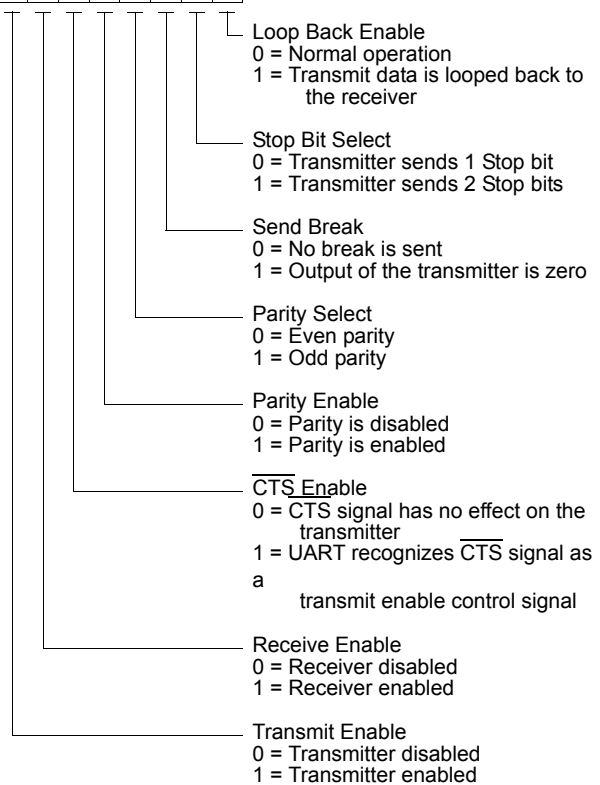 Loop Back Enable
0 = Normal operation
1 = Transmit data is looped back to
the receiver
Stop Bit Select
0 = Transmitter sends 1 Stop bit
1 = Transmitter sends 2 Stop bits
Send Break
0 = No break is sent
1 = Output of the transmitter is zero
Parity Select
0 = Even parity
1 = Odd parity
Parity Enable
0 = Parity is disabled
1 = Parity is enabled
CTS Enable
0 = CTS signal has no effect on the
transmitter
1 = UART recognizes CTS signal as
a
transmit enable control signal
Receive Enable
0 = Receiver disabled
1 = Receiver enabled
Transmit Enable
0 = Transmitter disabled
1 = Transmitter enabled